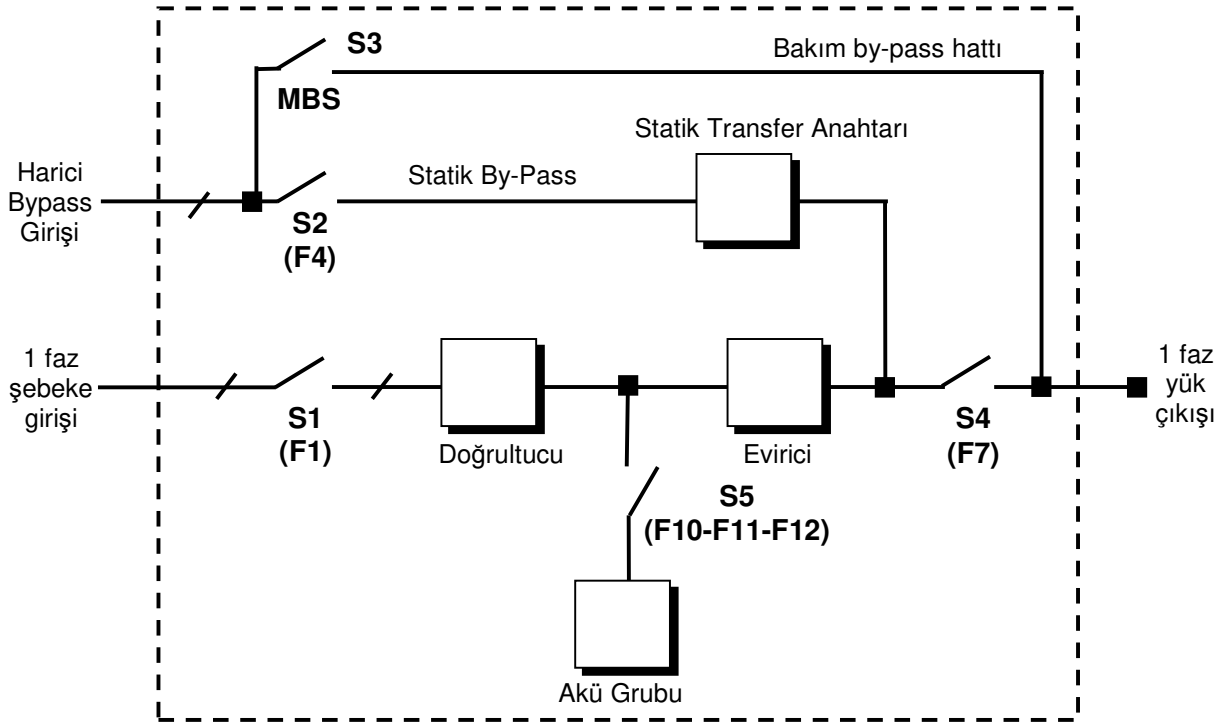 S3
Bakım by-pass hattı
MBS
Statik Transfer Anahtarı
Harici
Bypass
Girişi
Statik By-Pass
S2
(F4)
1 faz
şebeke
girişi
S1
(F1)
Doğrultucu
Evirici
S4
(F7)
1 faz
yük
çıkışı
S5
(F10-F11-F12)
Akü Grubu